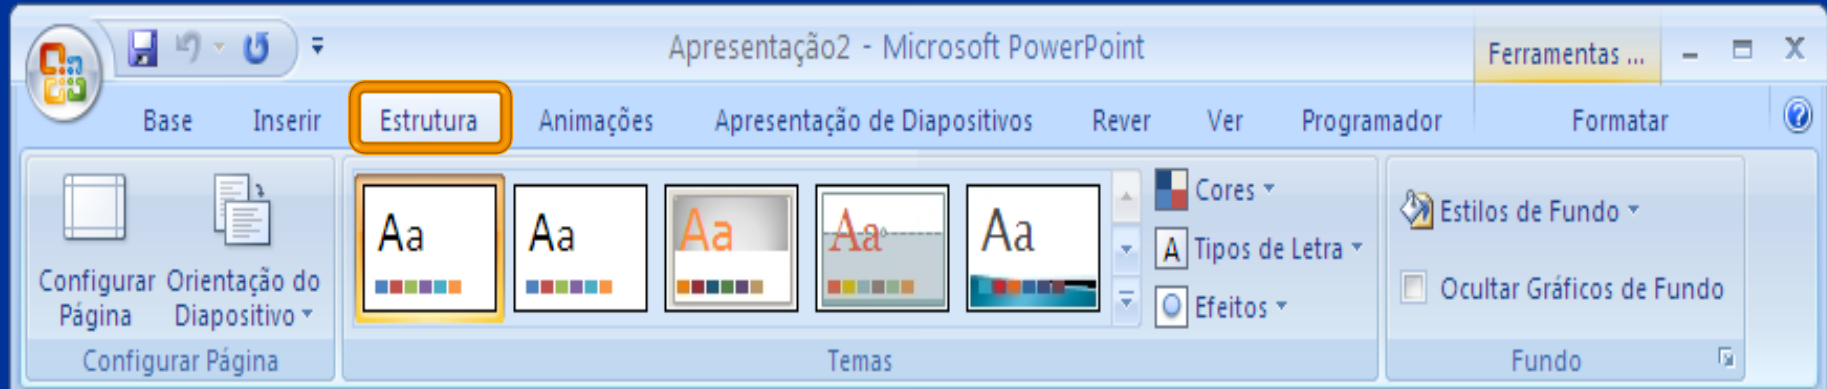 Apresentação2 - Microsoft PowerPoint
Ferramentas ...
Base Inserir Estrutura Animações Apresentação de Diapositivos Rever Ver Programador Formatar
Configurar
Página
Orientação do
Diapositivo
Configurar Página
Aa Aa Aa Aa Aa
Cores
A Tipos de Letra
Efeitos
Temas
Estilos de Fundo
Ocultar Gráficos de Fundo
Fundo